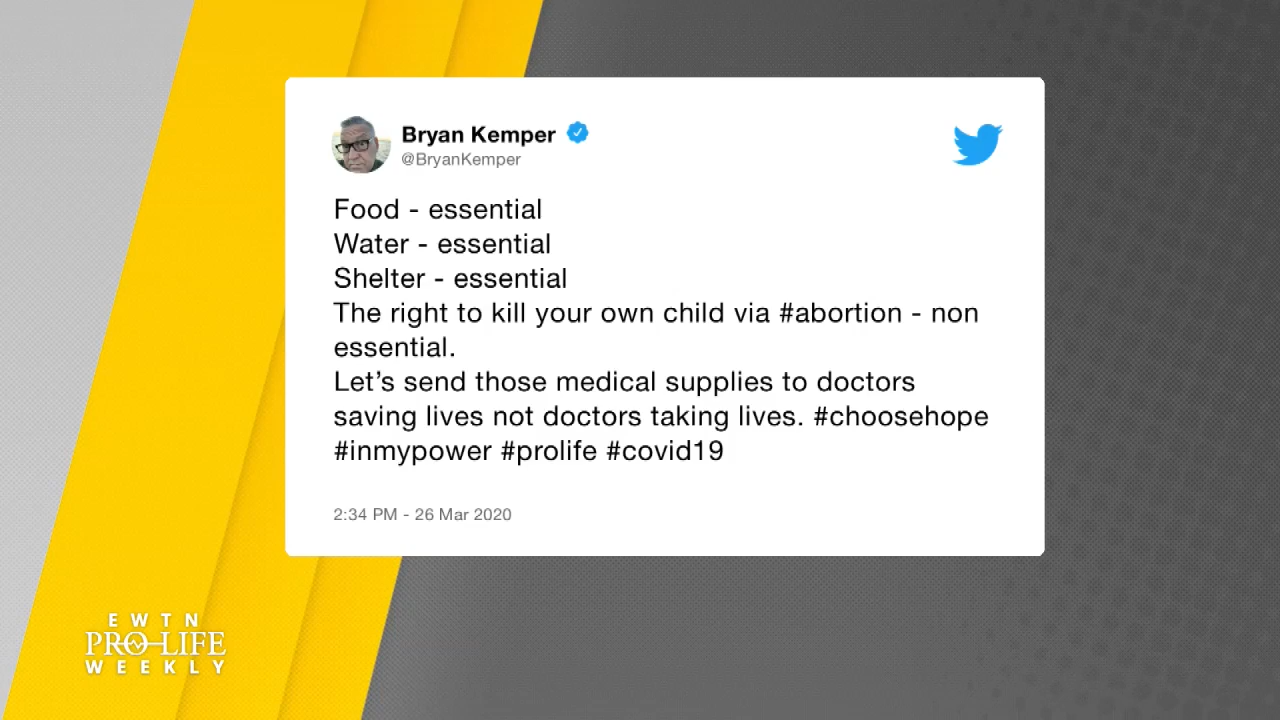 Bryan Kemper
@BryanKemper
Food - essential
Water - essential
Shelter - essential
The right to kill your own child via #abortion - non
essential.
Let’s send those medical supplies to doctors
saving lives not doctors taking lives. #choosehope
#inmypower #prolife #covid19
2:34 PM - 26 Mar 2020
EWTN
PRO-LIFE
WEEKLY